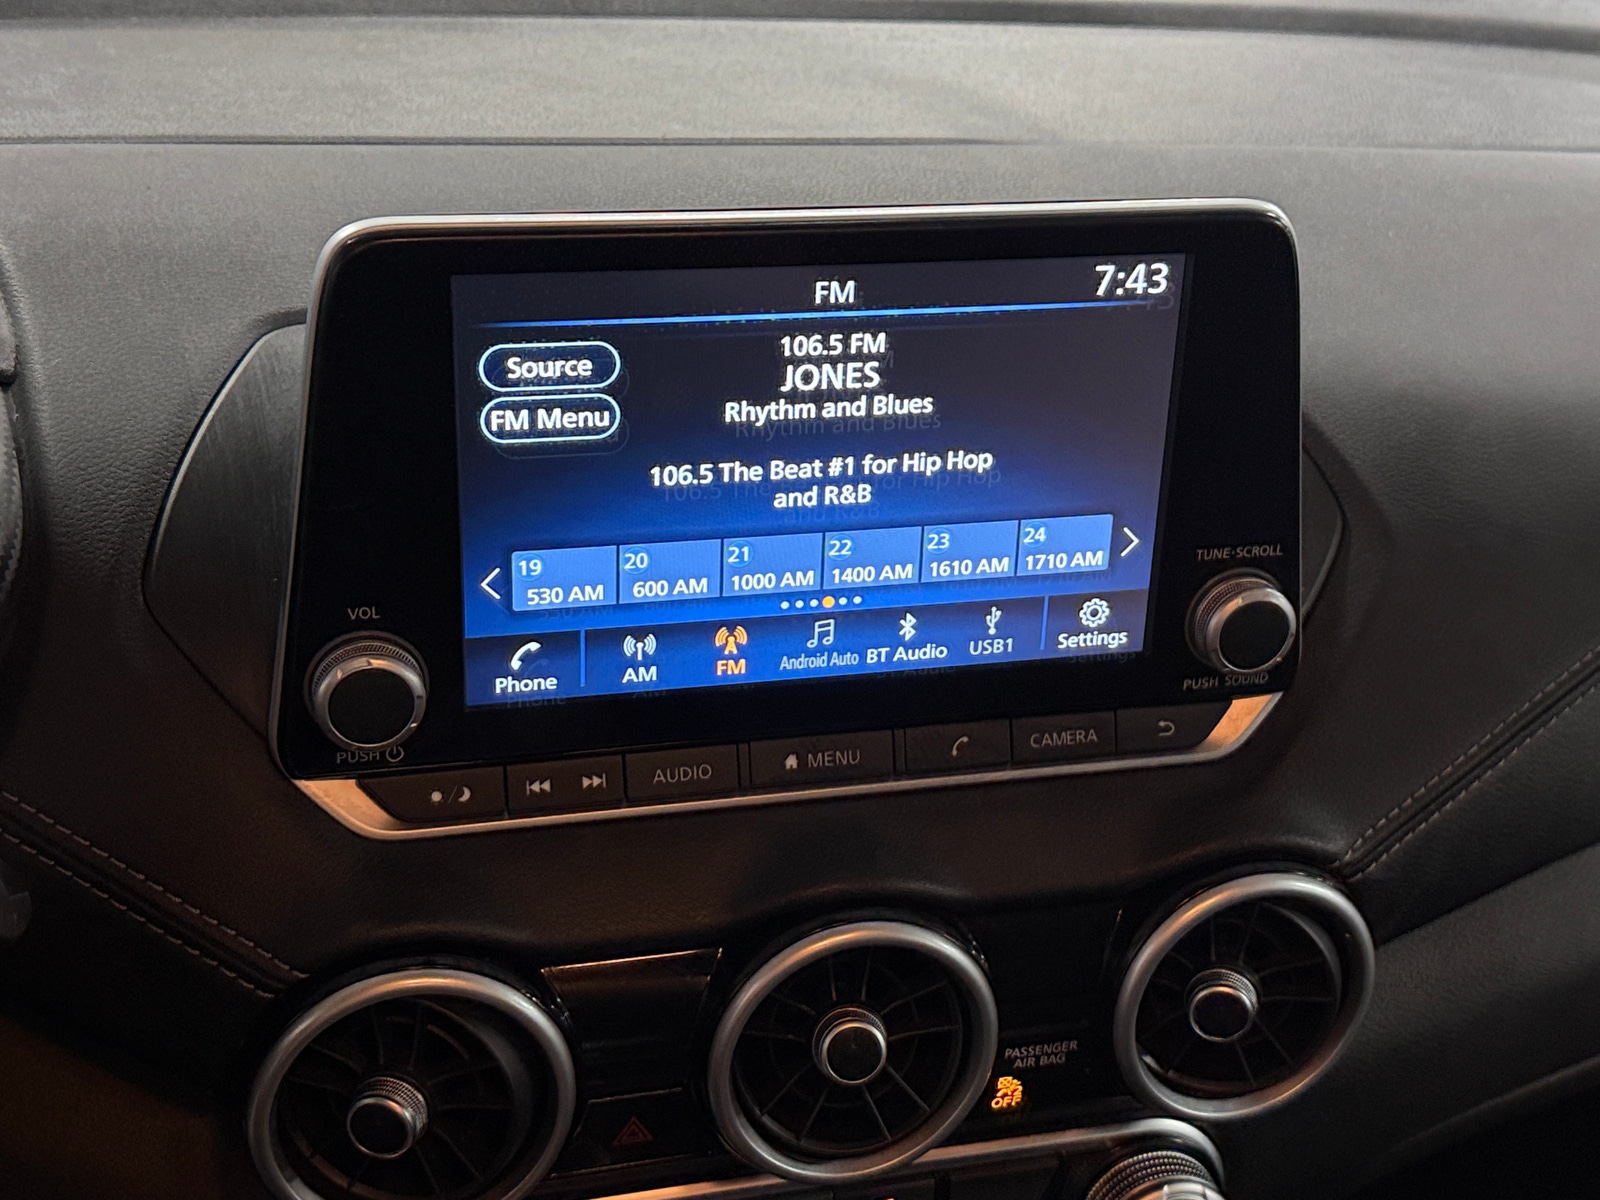 FM
7:43
Source
FM Menu
106.5 FM
JONES
Rhythm and Blues
106.5 The Beat #1 for Hip Hop
and R&B
19
530 AM
20
600 AM
21
1000 AM
22
1400 AM
23
1610 AM
24
1710 AM
Phone
AM
FM
Android Auto
BT Audio
USB1
Settings
VOL
PUSH
TUNE·SCROLL
PUSH SOUND
AUDIO
MENU
CAMERA
PASSENGER
AIR BAG
OFF